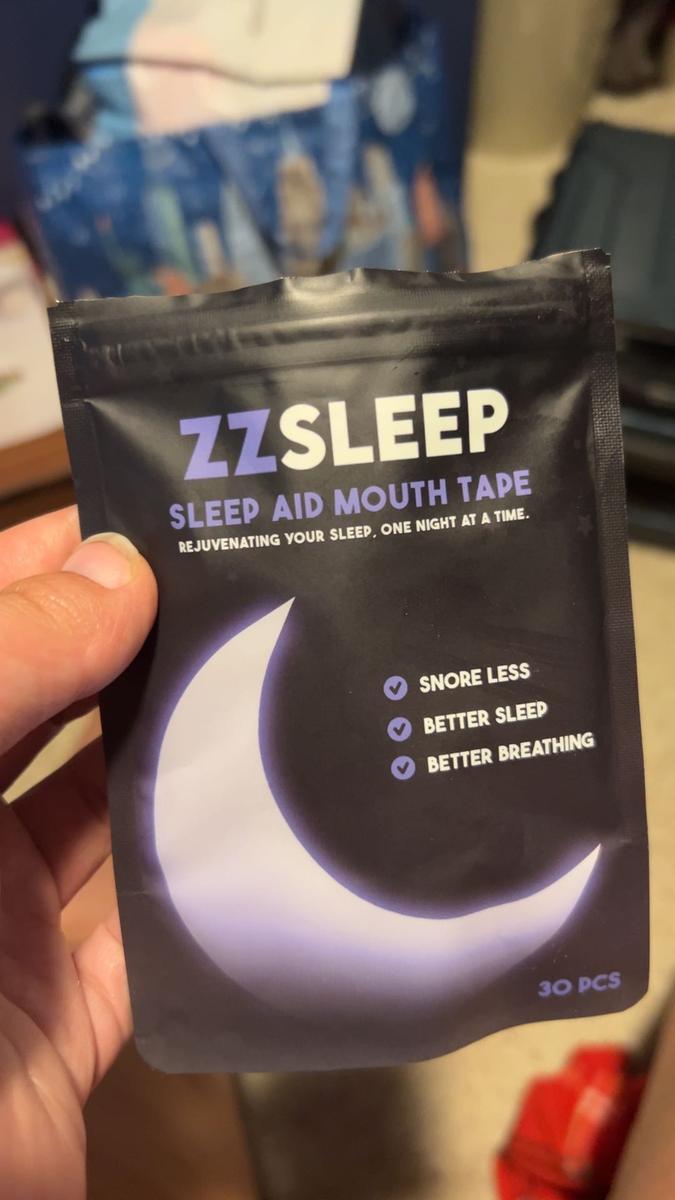 ZZSLEEP
SLEEP AID MOUTH TAPE
REJUVENATING YOUR SLEEP, ONE NIGHT AT A TIME.
SNORE LESS
BETTER SLEEP
BETTER BREATHING
30 PCS